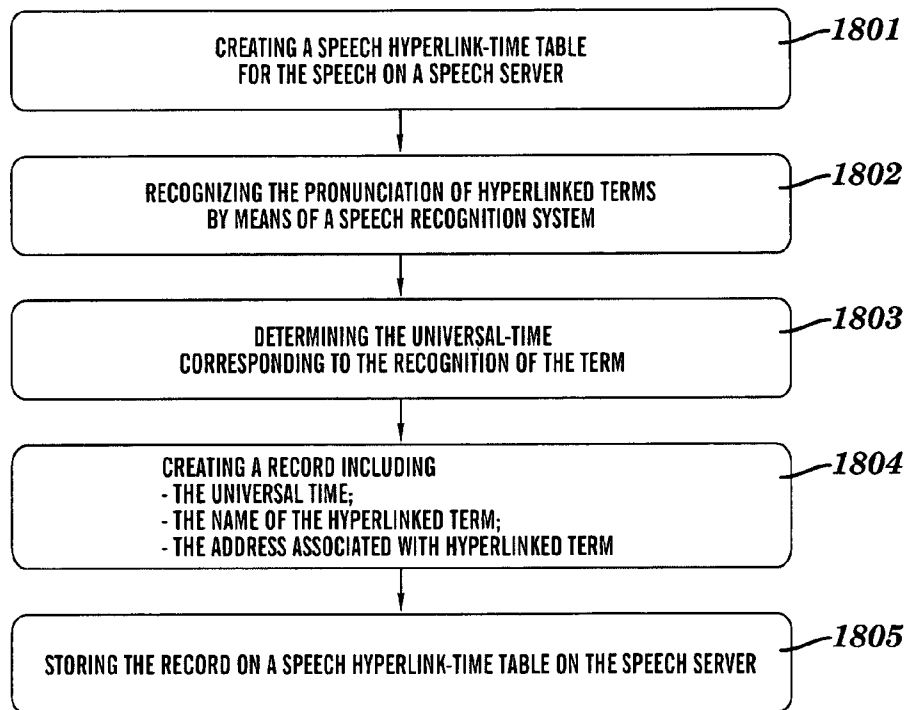 CREATING A SPEECH HYPERLINK-TIME TABLE
FOR THE SPEECH ON A SPEECH SERVER
1801
RECOGNIZING THE PRONUNCIATION OF HYPERLINKED TERMS
BY MEANS OF A SPEECH RECOGNITION SYSTEM
1802
DETERMINING THE UNIVERSAL-TIME
CORRESPONDING TO THE RECOGNITION OF THE TERM
1803
CREATING A RECORD INCLUDING
- THE UNIVERSAL TIME;
- THE NAME OF THE HYPERLINKED TERM;
- THE ADDRESS ASSOCIATED WITH HYPERLINKED TERM
1804
STORING THE RECORD ON A SPEECH HYPERLINK-TIME TABLE ON THE SPEECH SERVER
1805